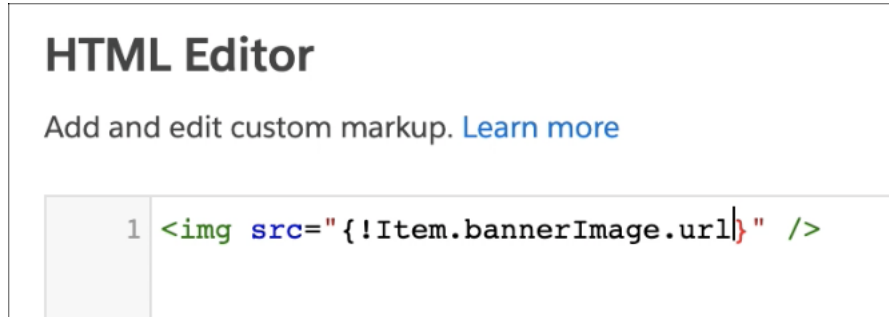 HTML Editor
Add and edit custom markup. Learn more
1 <img src="{!Item.bannerImage.url}" />